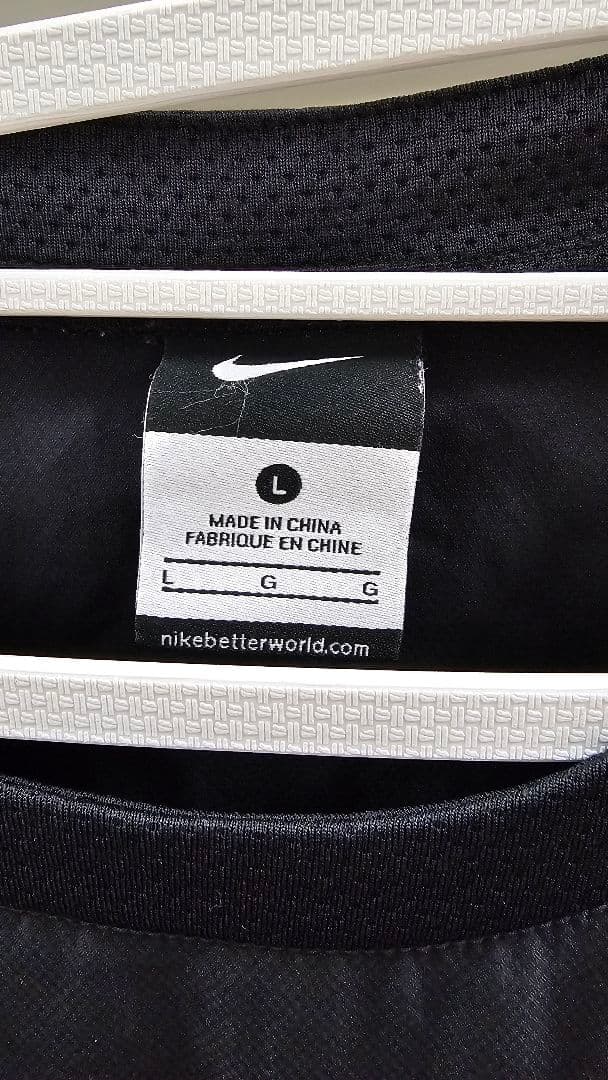 L
MADE IN CHINA
FABRIQUE EN CHINE
L G G
nikebetterworld.com